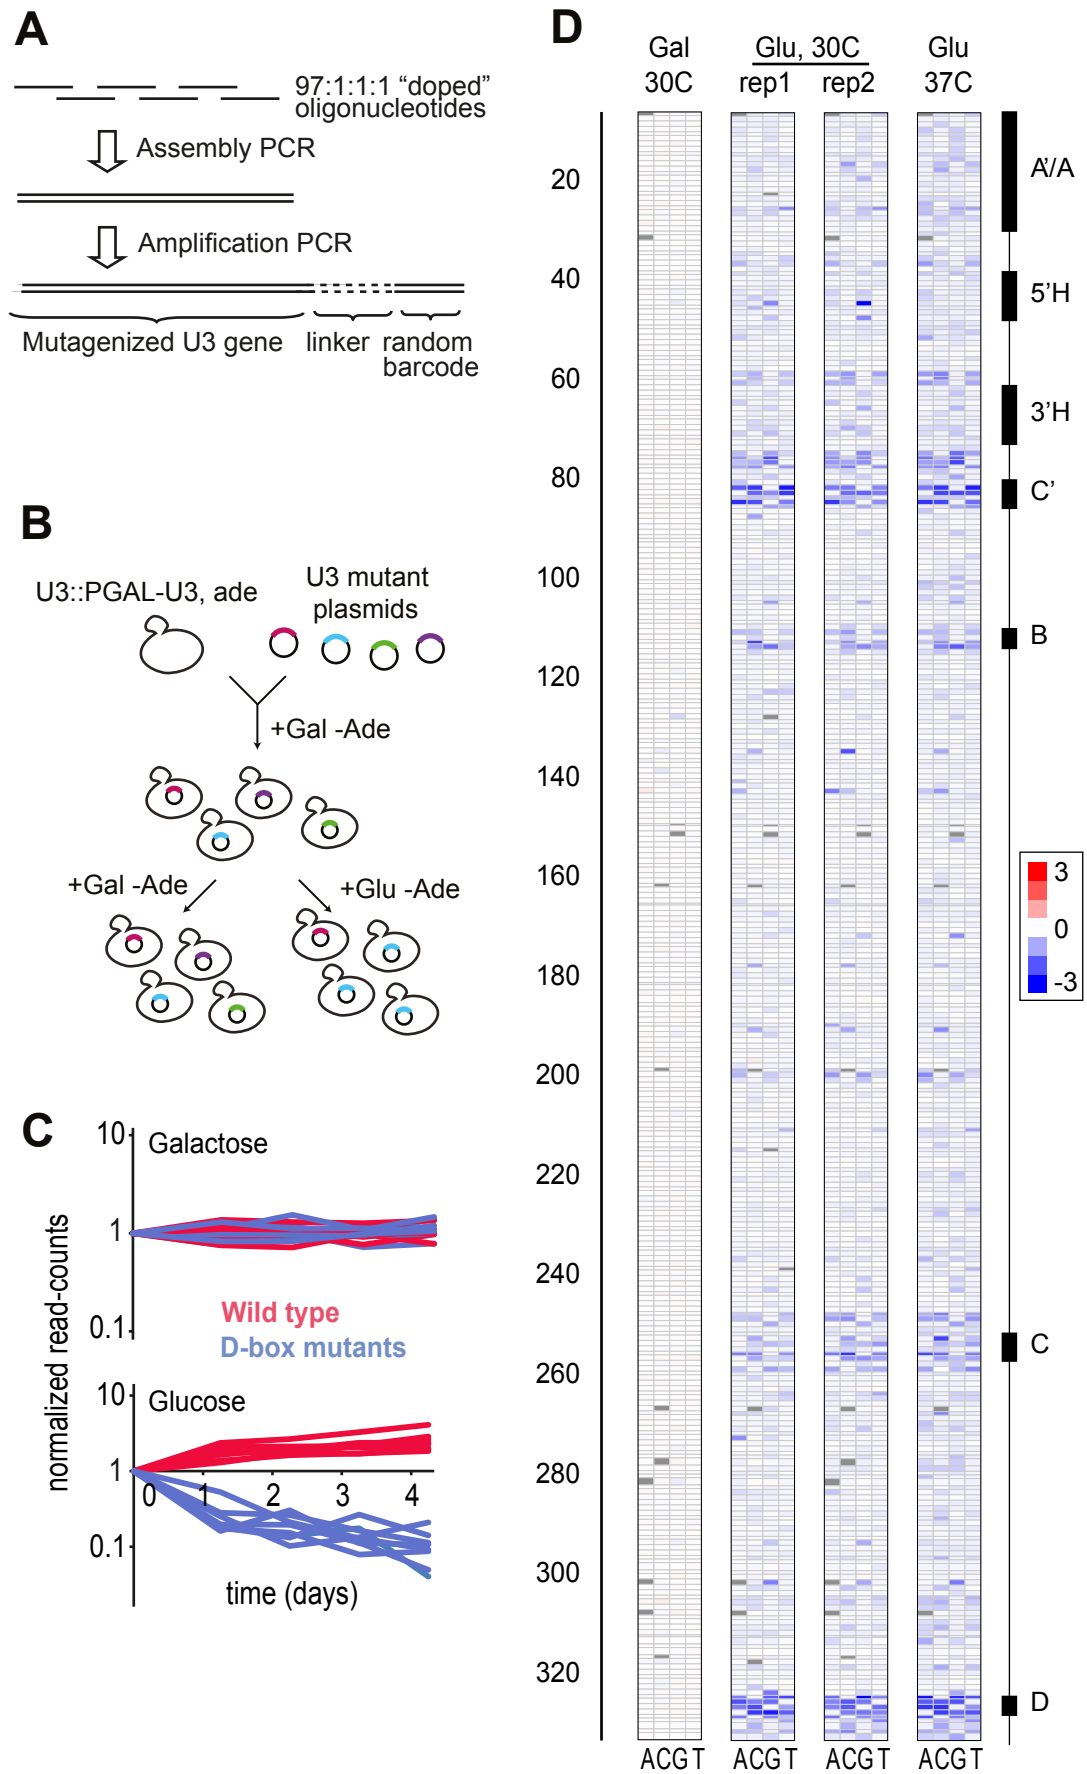 A
97:1:1:1 “doped”
oligonucleotides
Assembly PCR
Amplification PCR
Mutagenized U3 gene
linker
random
barcode
B
U3::PGAL-U3, ade
U3 mutant
plasmids
+Gal -Ade
+Gal -Ade
+Glu -Ade
C
10
Galactose
1
0.1
normalized read-counts
Wild type
D-box mutants
10
Glucose
1
0.1
0
1
2
3
4
time (days)
D
Gal
30C
Glu, 30C
rep1
rep2
Glu
37C
20
40
60
80
100
120
140
160
180
200
220
240
260
280
300
320
A'/A
5'H
3'H
C'
B
C
D
3
0
-3
ACGT
ACGT
ACGT
ACGT